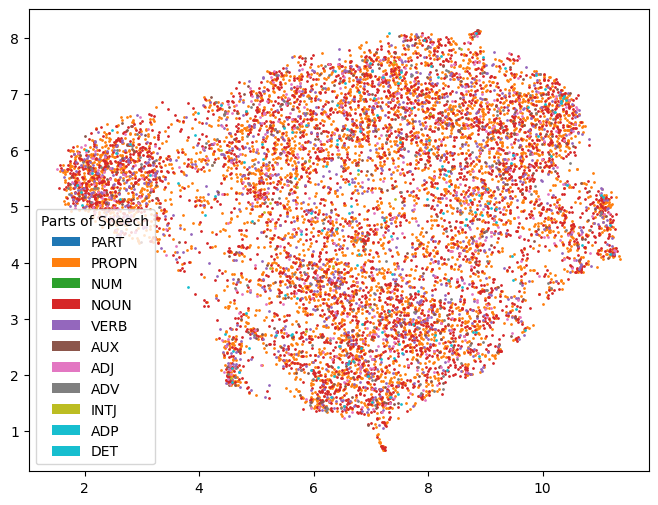 8
7
6
5
4
3
2
1
Parts of Speech
PART
PROPN
NUM
NOUN
VERB
AUX
ADJ
ADV
INTJ
ADP
DET
2 4 6 8 10